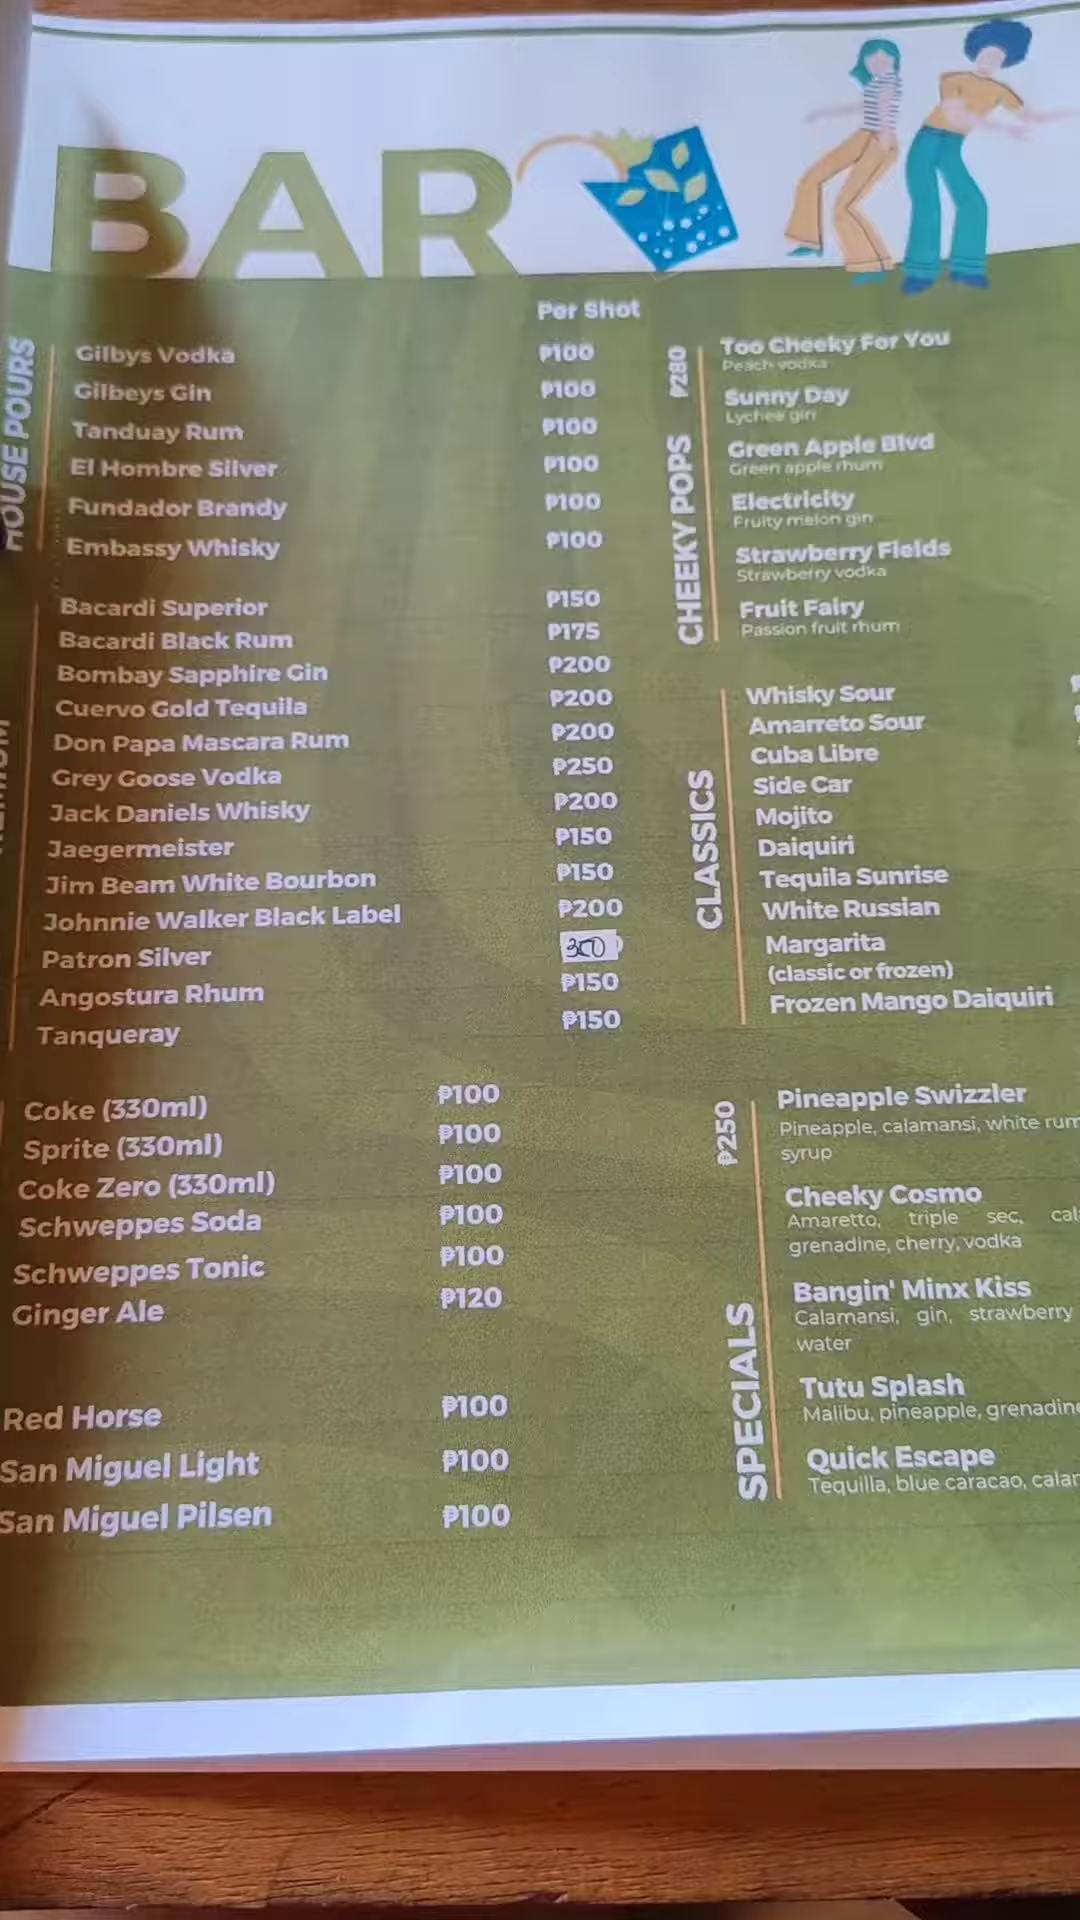 BAR
Per Shot
HOUSE POURS
Gilbys Vodka ₱100
Gilbeys Gin ₱100
Tanduay Rum ₱100
El Hombre Silver ₱100
Fundador Brandy ₱100
Embassy Whisky ₱100
Bacardi Superior ₱150
Bacardi Black Rum ₱175
Bombay Sapphire Gin ₱200
Cuervo Gold Tequila ₱200
Don Papa Mascara Rum ₱200
Grey Goose Vodka ₱250
Jack Daniels Whisky ₱200
Jaegermeister ₱150
Jim Beam White Bourbon ₱150
Johnnie Walker Black Label ₱200
Patron Silver 350
Angostura Rhum ₱150
Tanqueray ₱150
Coke (330ml) ₱100
Sprite (330ml) ₱100
Coke Zero (330ml) ₱100
Schweppes Soda ₱100
Schweppes Tonic ₱100
Ginger Ale ₱120
Red Horse ₱100
San Miguel Light ₱100
San Miguel Pilsen ₱100
CHEEKY POPS ₱280
Too Cheeky For You
Peach vodka
Sunny Day
Lychee gin
Green Apple Blvd
Green apple rhum
Electricity
Fruity melon gin
Strawberry Fields
Strawberry vodka
Fruit Fairy
Passion fruit rhum
CLASSICS
Whisky Sour
Amarreto Sour
Cuba Libre
Side Car
Mojito
Daiquiri
Tequila Sunrise
White Russian
Margarita
(classic or frozen)
Frozen Mango Daiquiri
SPECIALS ₱250
Pineapple Swizzler
Pineapple, calamansi, white rum
syrup
Cheeky Cosmo
Amaretto, triple sec,
grenadine, cherry, vodka
Bangin' Minx Kiss
Calamansi, gin, strawberry
water
Tutu Splash
Malibu, pineapple, grenadine
Quick Escape
Tequilla, blue caracao,